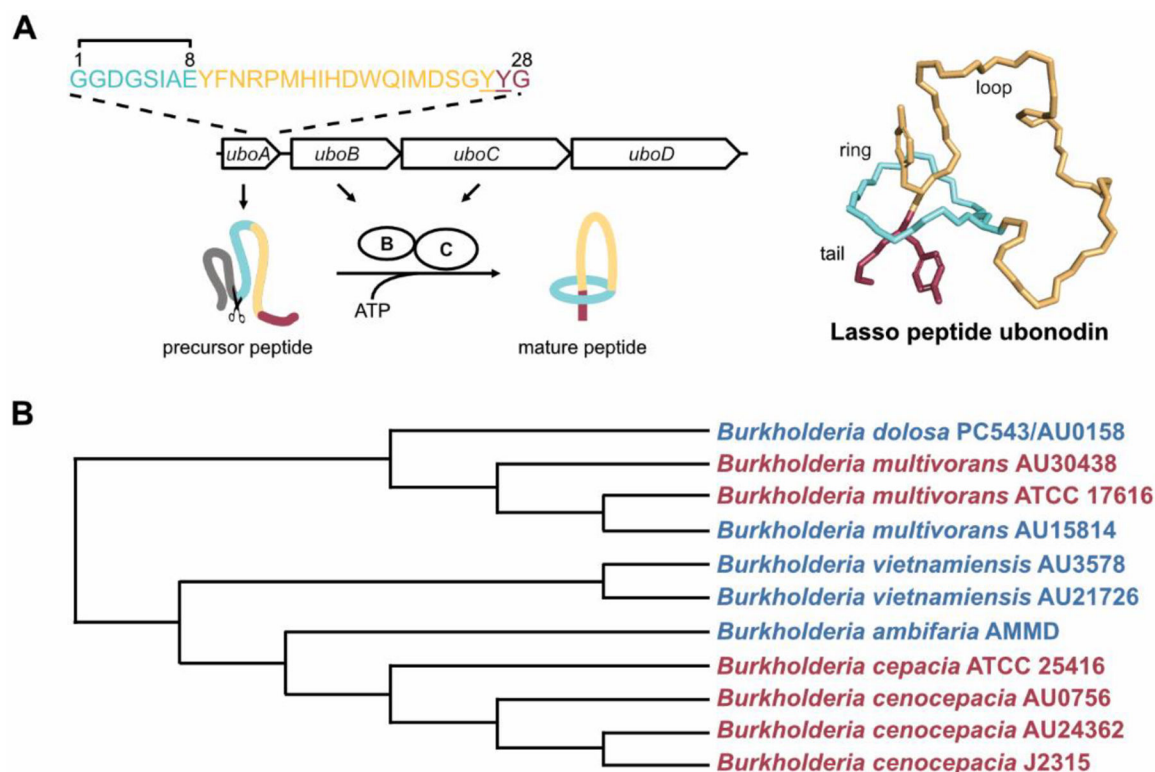 A
1 8 28
GGDGSIAEYFNRPMHIHDWQIMDSGYYG
uboA uboB uboC uboD
B C
ATP
precursor peptide mature peptide
loop
ring
tail
Lasso peptide ubonodin
B
Burkholderia dolosa PC543/AU0158
Burkholderia multivorans AU30438
Burkholderia multivorans ATCC 17616
Burkholderia multivorans AU15814
Burkholderia vietnamiensis AU3578
Burkholderia vietnamiensis AU21726
Burkholderia ambifaria AMMD
Burkholderia cepacia ATCC 25416
Burkholderia cenocepacia AU0756
Burkholderia cenocepacia AU24362
Burkholderia cenocepacia J2315